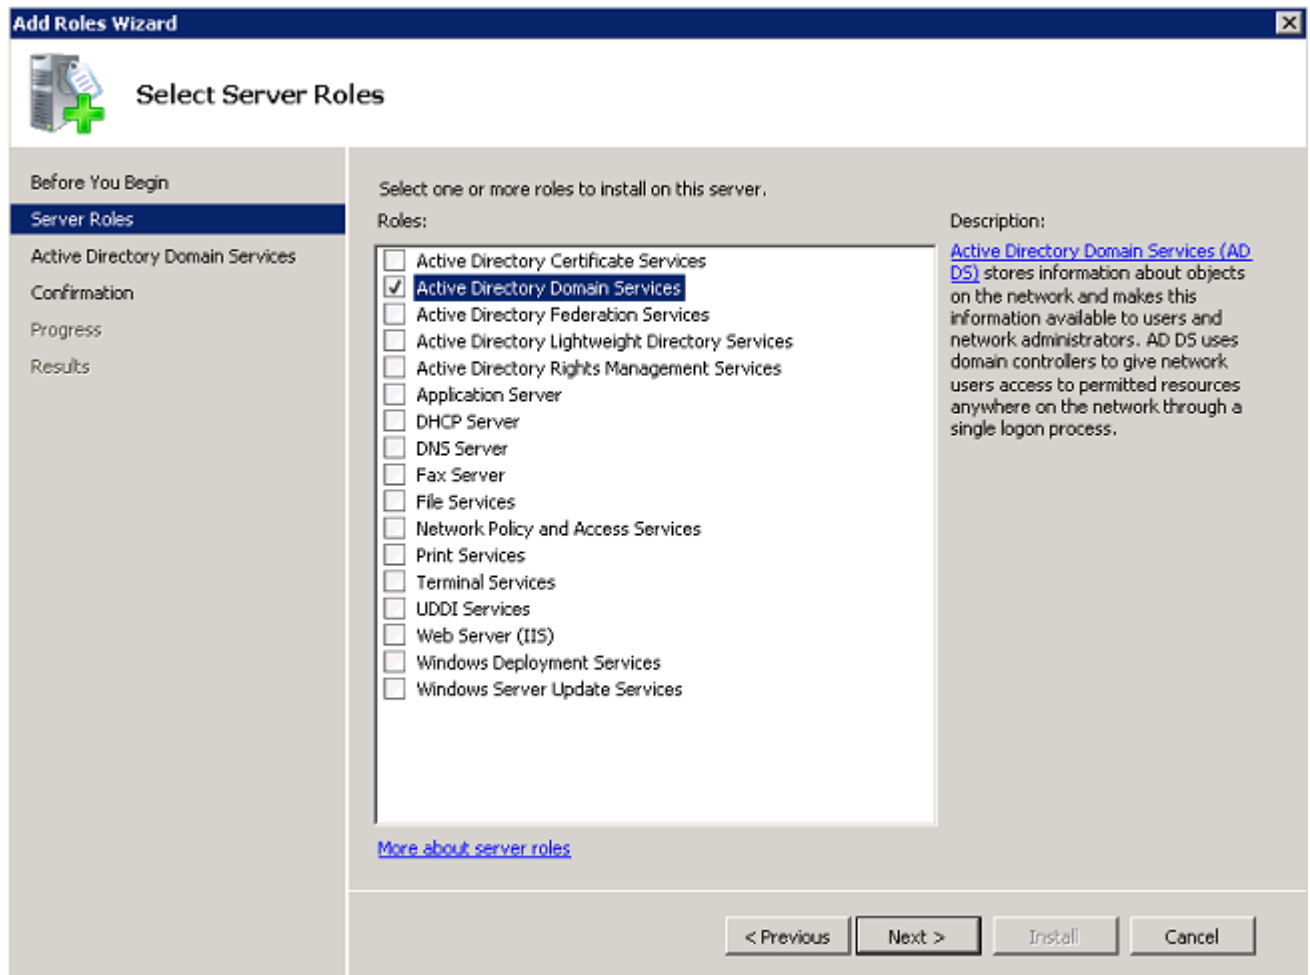 Add Roles Wizard
Select Server Roles
Before You Begin
Server Roles
Active Directory Domain Services
Confirmation
Progress
Results
Select one or more roles to install on this server.
Roles:
Active Directory Certificate Services
Active Directory Domain Services
Active Directory Federation Services
Active Directory Lightweight Directory Services
Active Directory Rights Management Services
Application Server
DHCP Server
DNS Server
Fax Server
File Services
Network Policy and Access Services
Print Services
Terminal Services
UDDI Services
Web Server (IIS)
Windows Deployment Services
Windows Server Update Services
More about server roles
Description:
Active Directory Domain Services (AD
DS) stores information about objects
on the network and makes this
information available to users and
network administrators. AD DS uses
domain controllers to give network
users access to permitted resources
anywhere on the network through a
single logon process.
< Previous
Next >
Install
Cancel